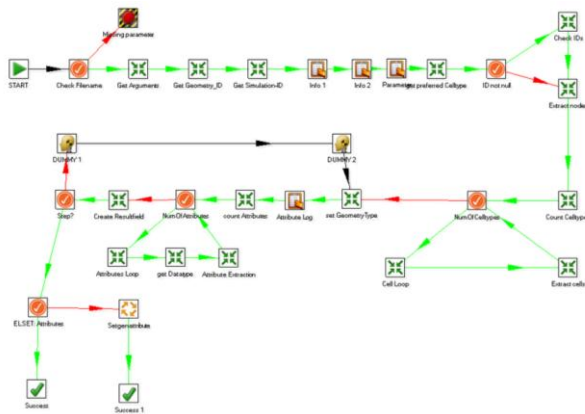 Missing parameter
Check IDs
START
Check Filename
Get Arguments
Get Geometry_ID
Get Simulation-ID
Info 1
Info 2
Parameter
get preferred Celltype
ID not null
Extract nodes
DUMMY 1
DUMMY 2
Step?
Create Resultfield
NumOfAttributes
count Attributes
Attribute Log
set Geometry-Type
NumOfCelltypes
Count Celltypes
Attributes Loop
get Datatype
Attribute Extraction
Cell Loop
Extract cells
ELSET: Attributes
Setgenattribute
Success
Success 1